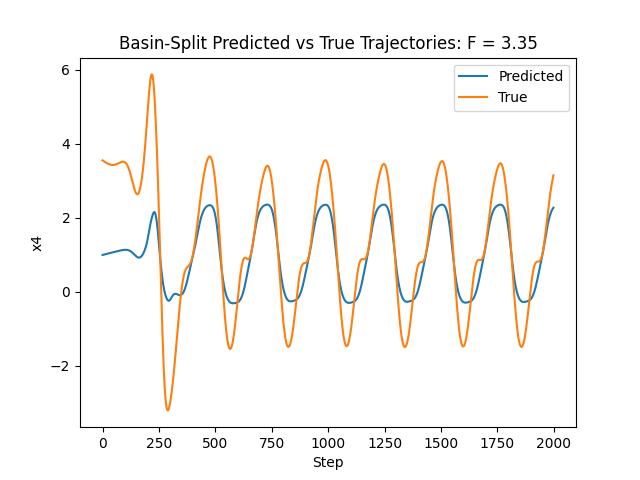 Basin-Split Predicted vs True Trajectories: F = 3.35
Predicted
True
6
4
2
0
−2
x4
0
250
500
750
1000
1250
1500
1750
2000
Step